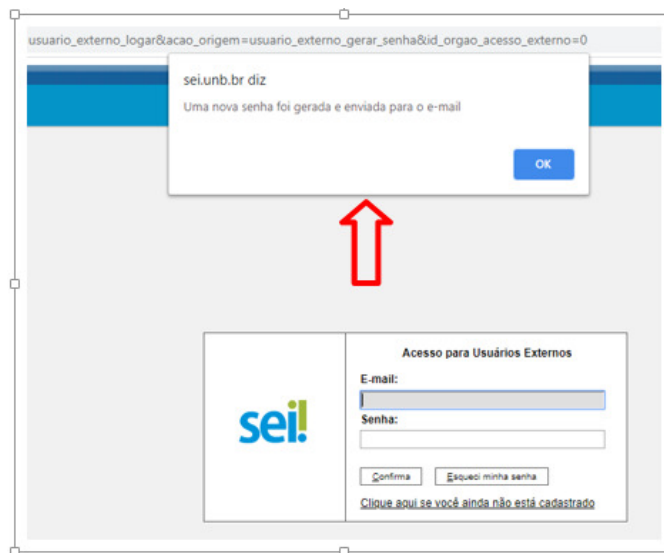 usuario_externo_logar&acao_origem=usuario_externo_gerar_senha&id_orgao_acesso_externo=0
sei.unb.br diz
Uma nova senha foi gerada e enviada para o e-mail
OK
Acesso para Usuários Externos
E-mail:
sei!
Senha:
Confirma Esqueci minha senha
Clique aqui se você ainda não está cadastrado